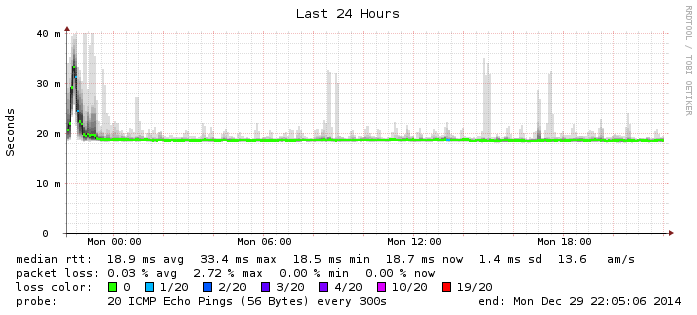 Last 24 Hours
RRDTOOL / TOBI OETIKER
40 m
30 m
20 m
10 m
0
Seconds
Mon 00:00 Mon 06:00 Mon 12:00 Mon 18:00
median rtt: 18.9 ms avg 33.4 ms max 18.5 ms min 18.7 ms now 1.4 ms sd 13.6 am/s
packet loss: 0.03 % avg 2.72 % max 0.00 % min 0.00 % now
loss color: 0 1/20 2/20 3/20 4/20 10/20 19/20
probe: 20 ICMP Echo Pings (56 Bytes) every 300s end: Mon Dec 29 22:05:06 2014